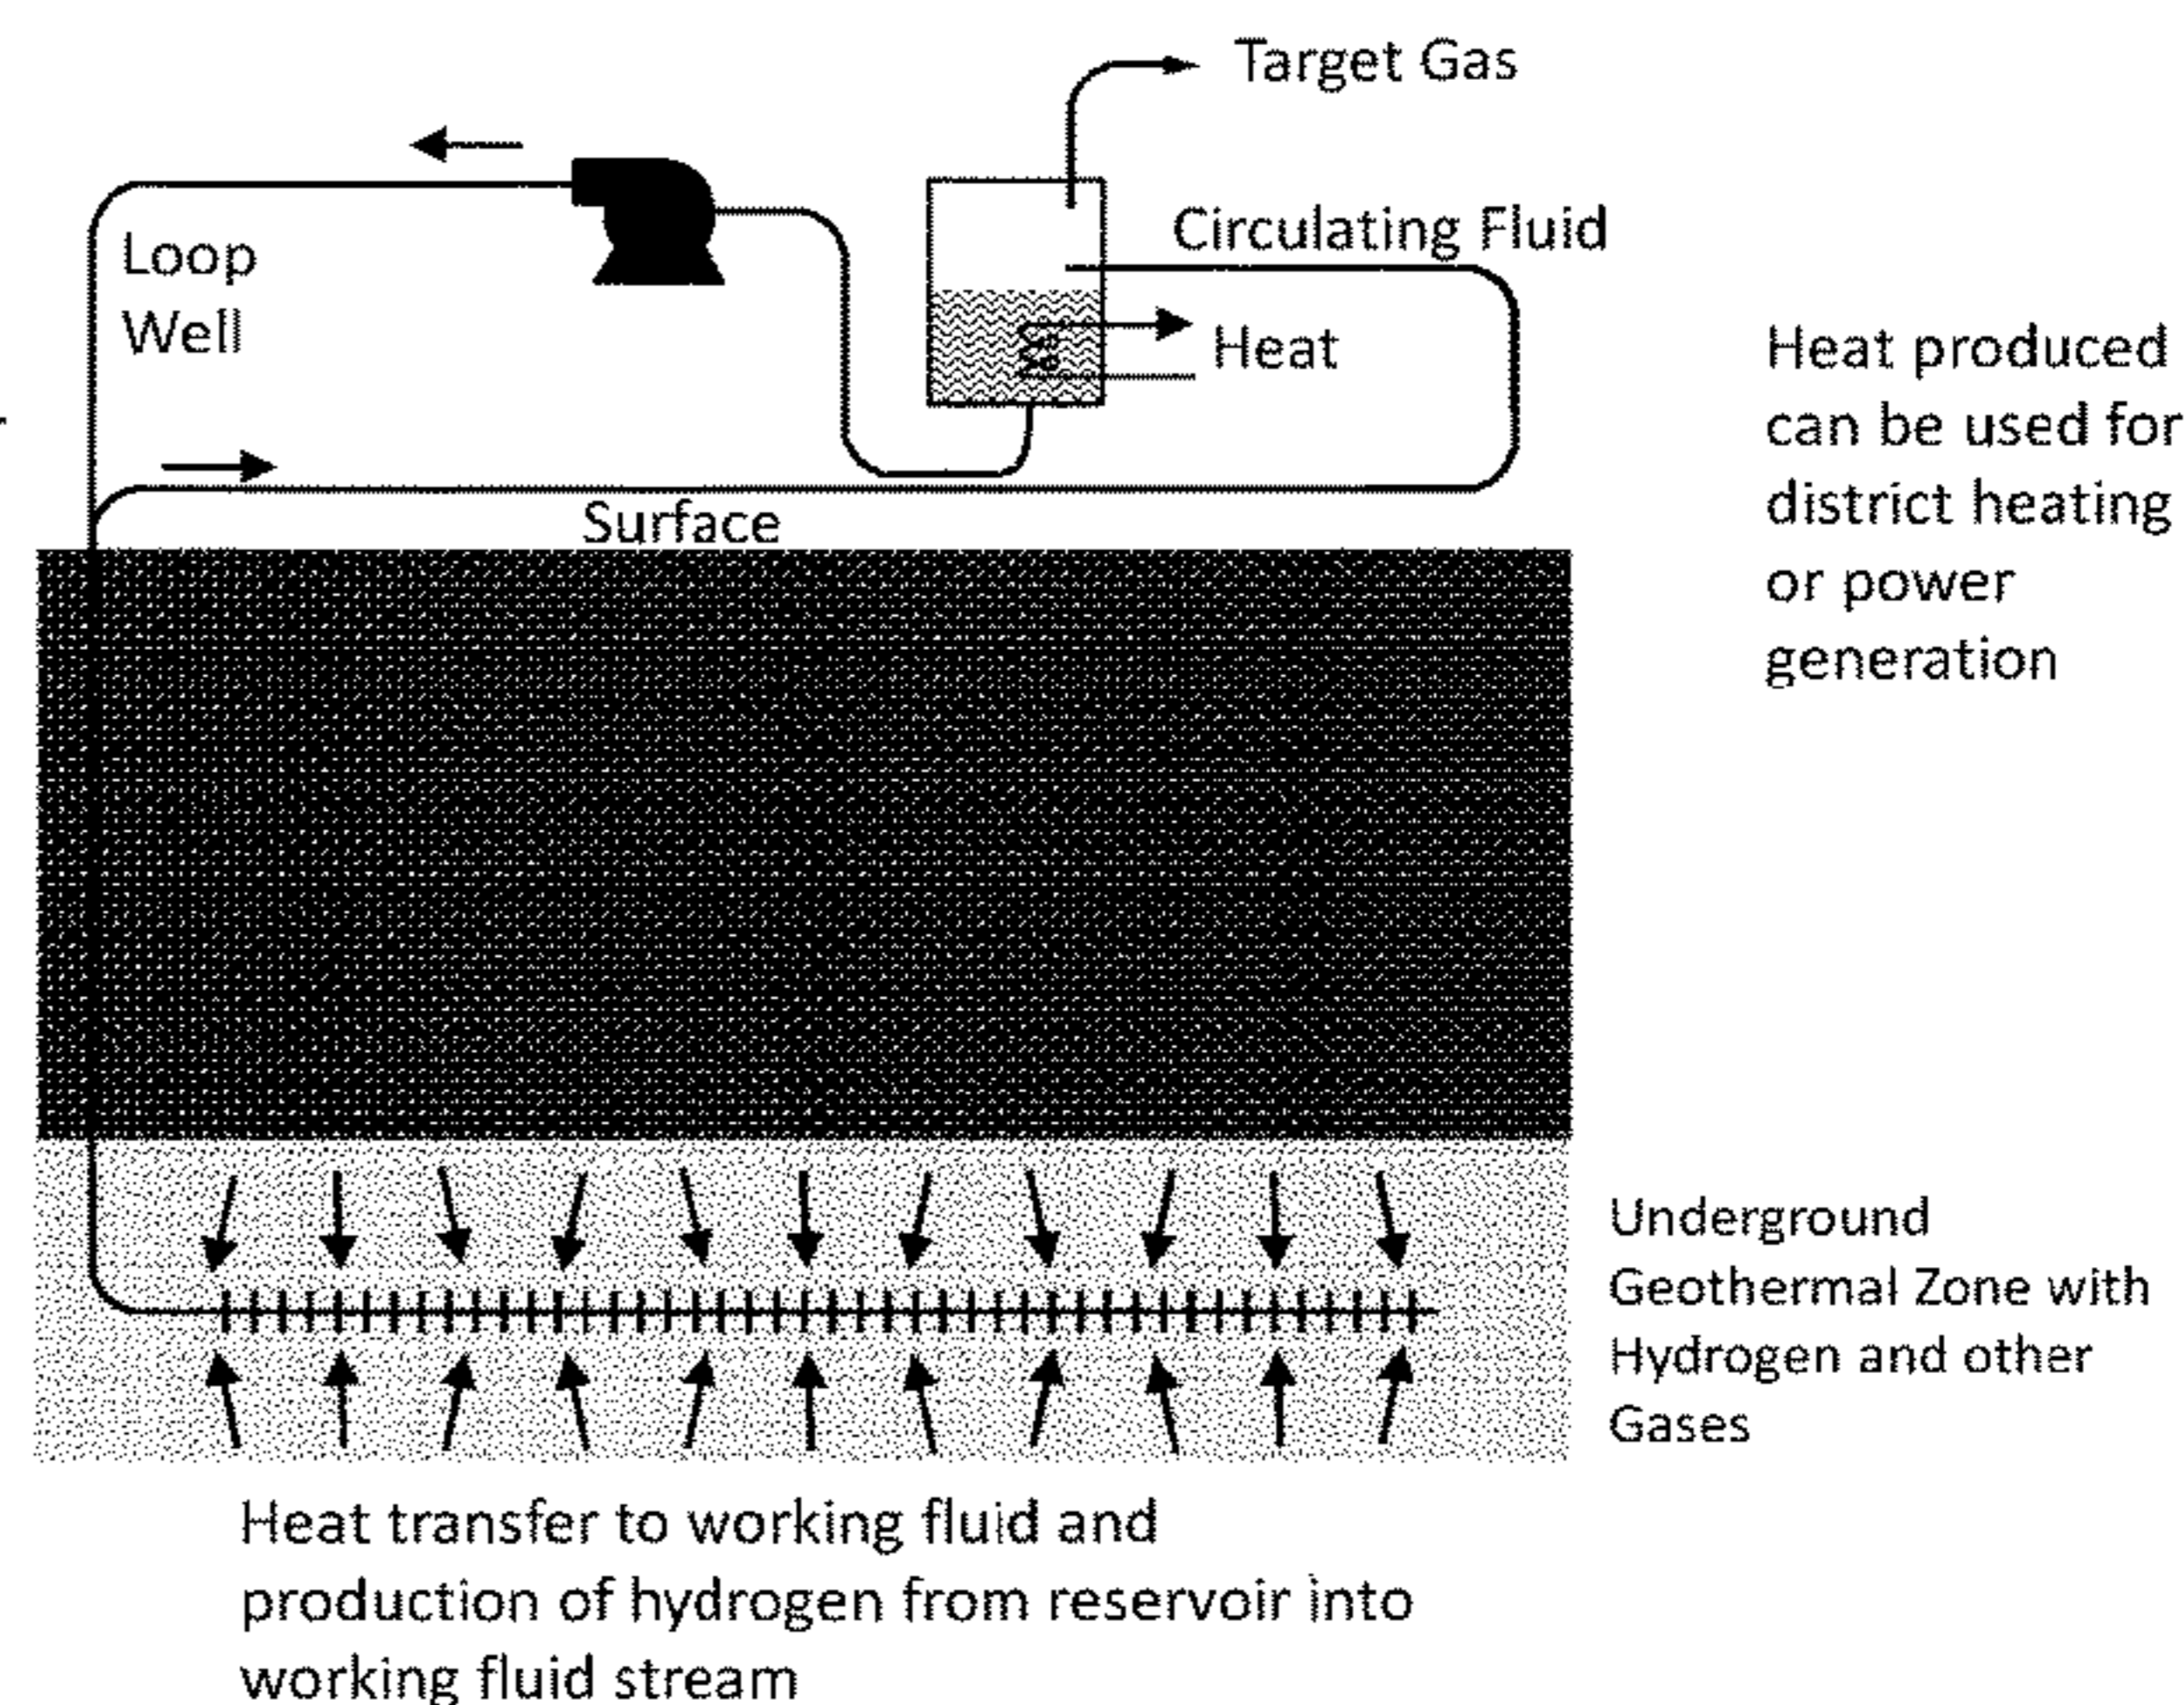 Target Gas
Loop
Well
Circulating Fluid
Heat
Heat produced
can be used for
district heating
or power
generation
Surface
Underground
Geothermal Zone with
Hydrogen and other
Gases
Heat transfer to working fluid and
production of hydrogen from reservoir into
working fluid stream